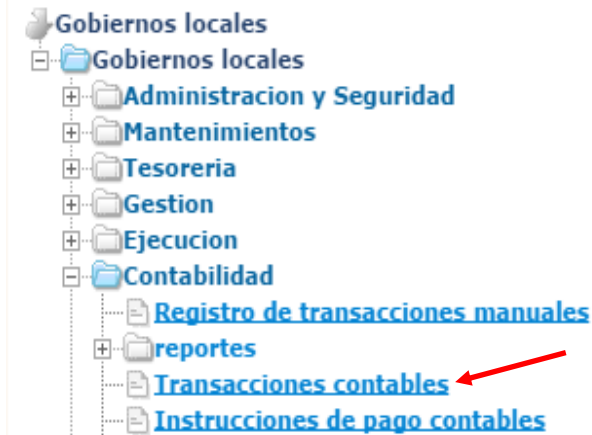 Gobiernos locales
Gobiernos locales
Administracion y Seguridad
Mantenimientos
Tesoreria
Gestion
Ejecucion
Contabilidad
Registro de transacciones manuales
reportes
Transacciones contables
Instrucciones de pago contables